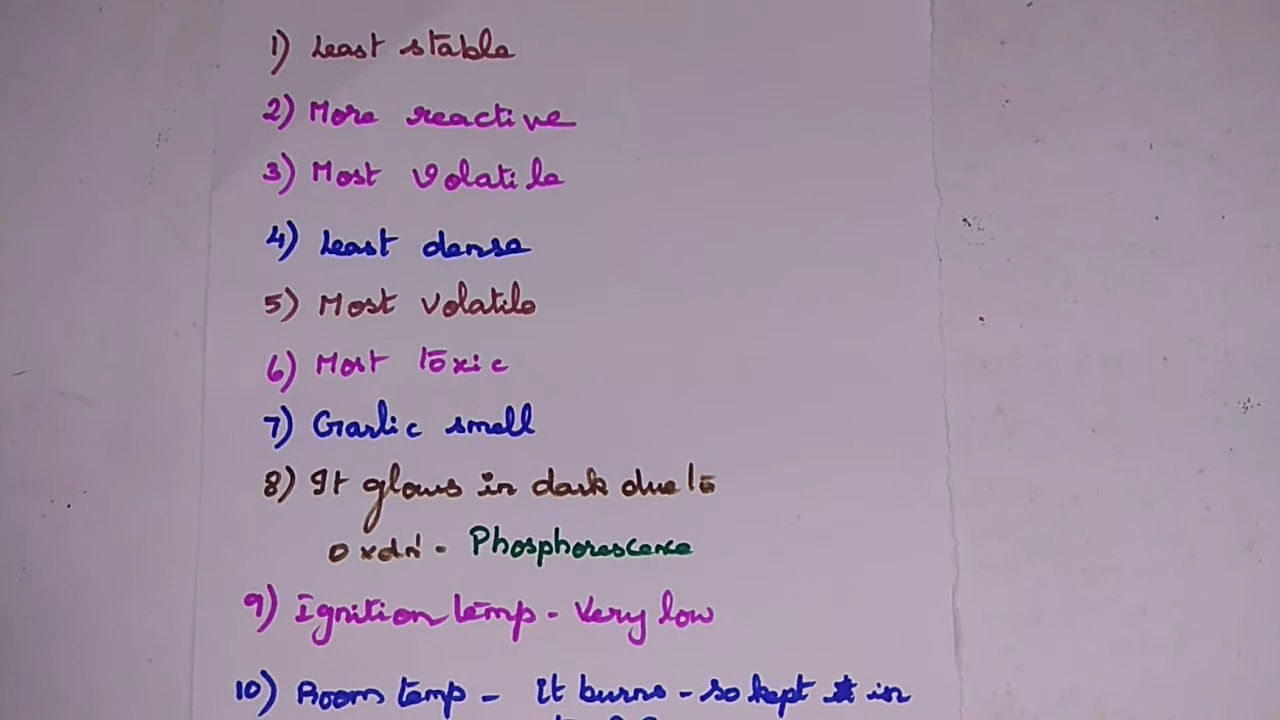 1) Least stable
2) More reactive
3) Most Volatile
4) Least dense
5) Most Volatile
6) Most toxic
7) Garlic smell
8) It glows in dark due to
oxdn' - Phosphorescence
9) Ignition temp - Very low
10) Room temp - It burns - so kept it in